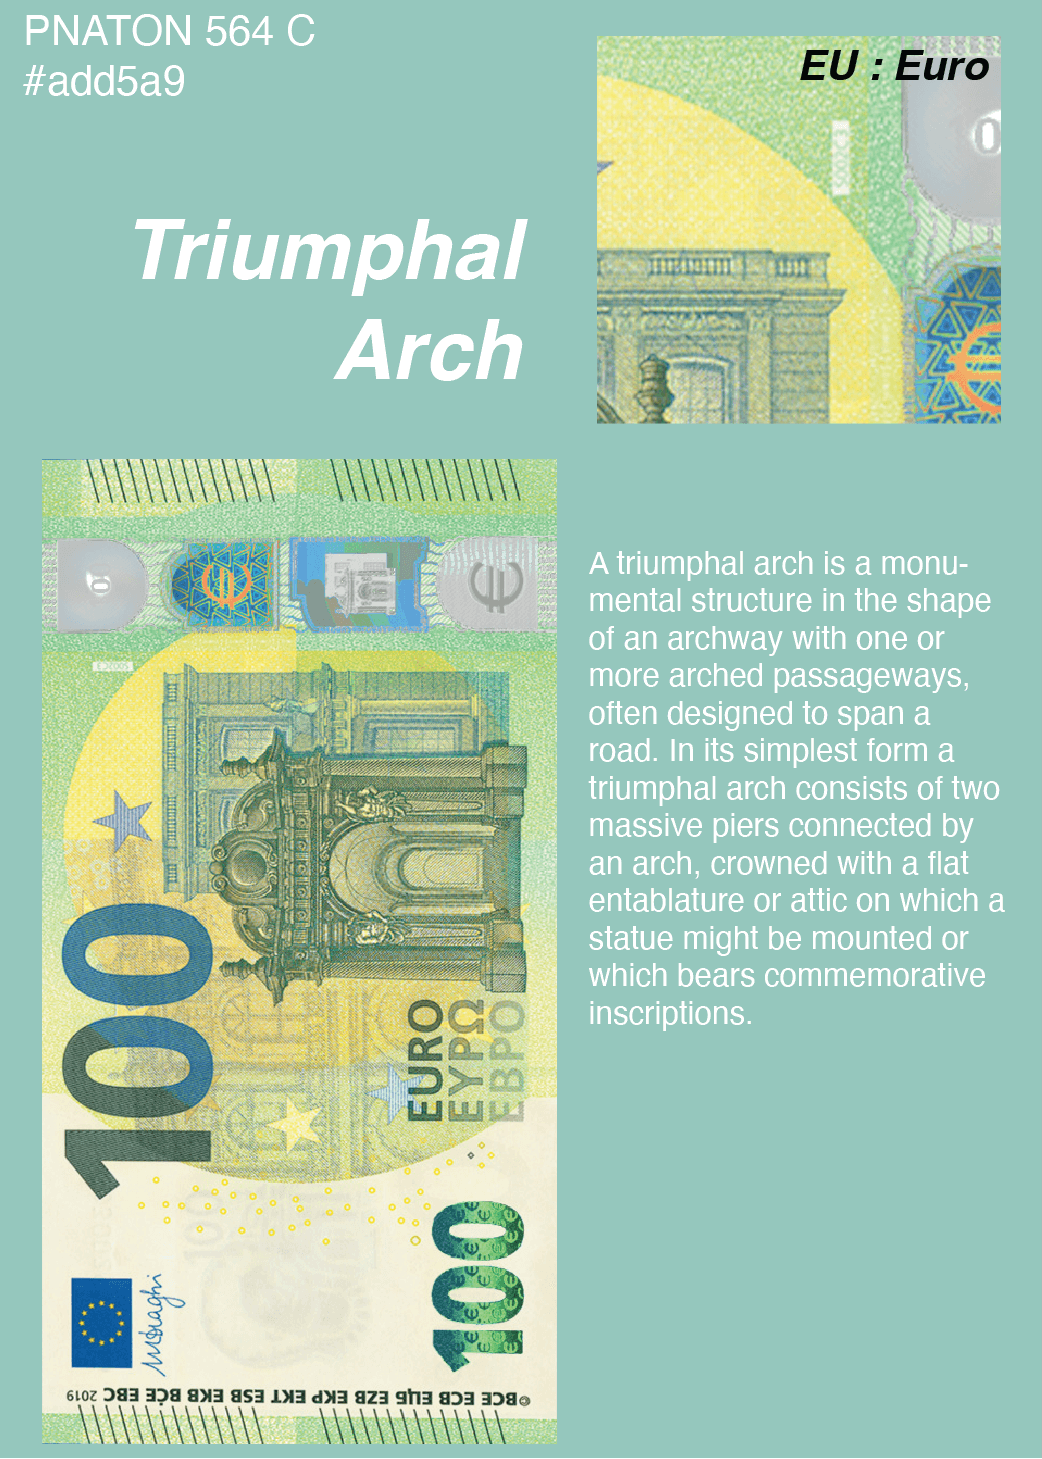 PNATON 564 C
#add5a9
EU : Euro
Triumphal
Arch
A triumphal arch is a monu-
mental structure in the shape
of an archway with one or
more arched passageways,
often designed to span a
road. In its simplest form a
triumphal arch consists of two
massive piers connected by
an arch, crowned with a flat
entablature or attic on which a
statue might be mounted or
which bears commemorative
inscriptions.
100
EURO
ΕΥΡΩ
ЕВРО
100
MDraghi
©BCE ECB ЕЦБ EZB EKP EKT ESB EKB BĊE EBC 2019